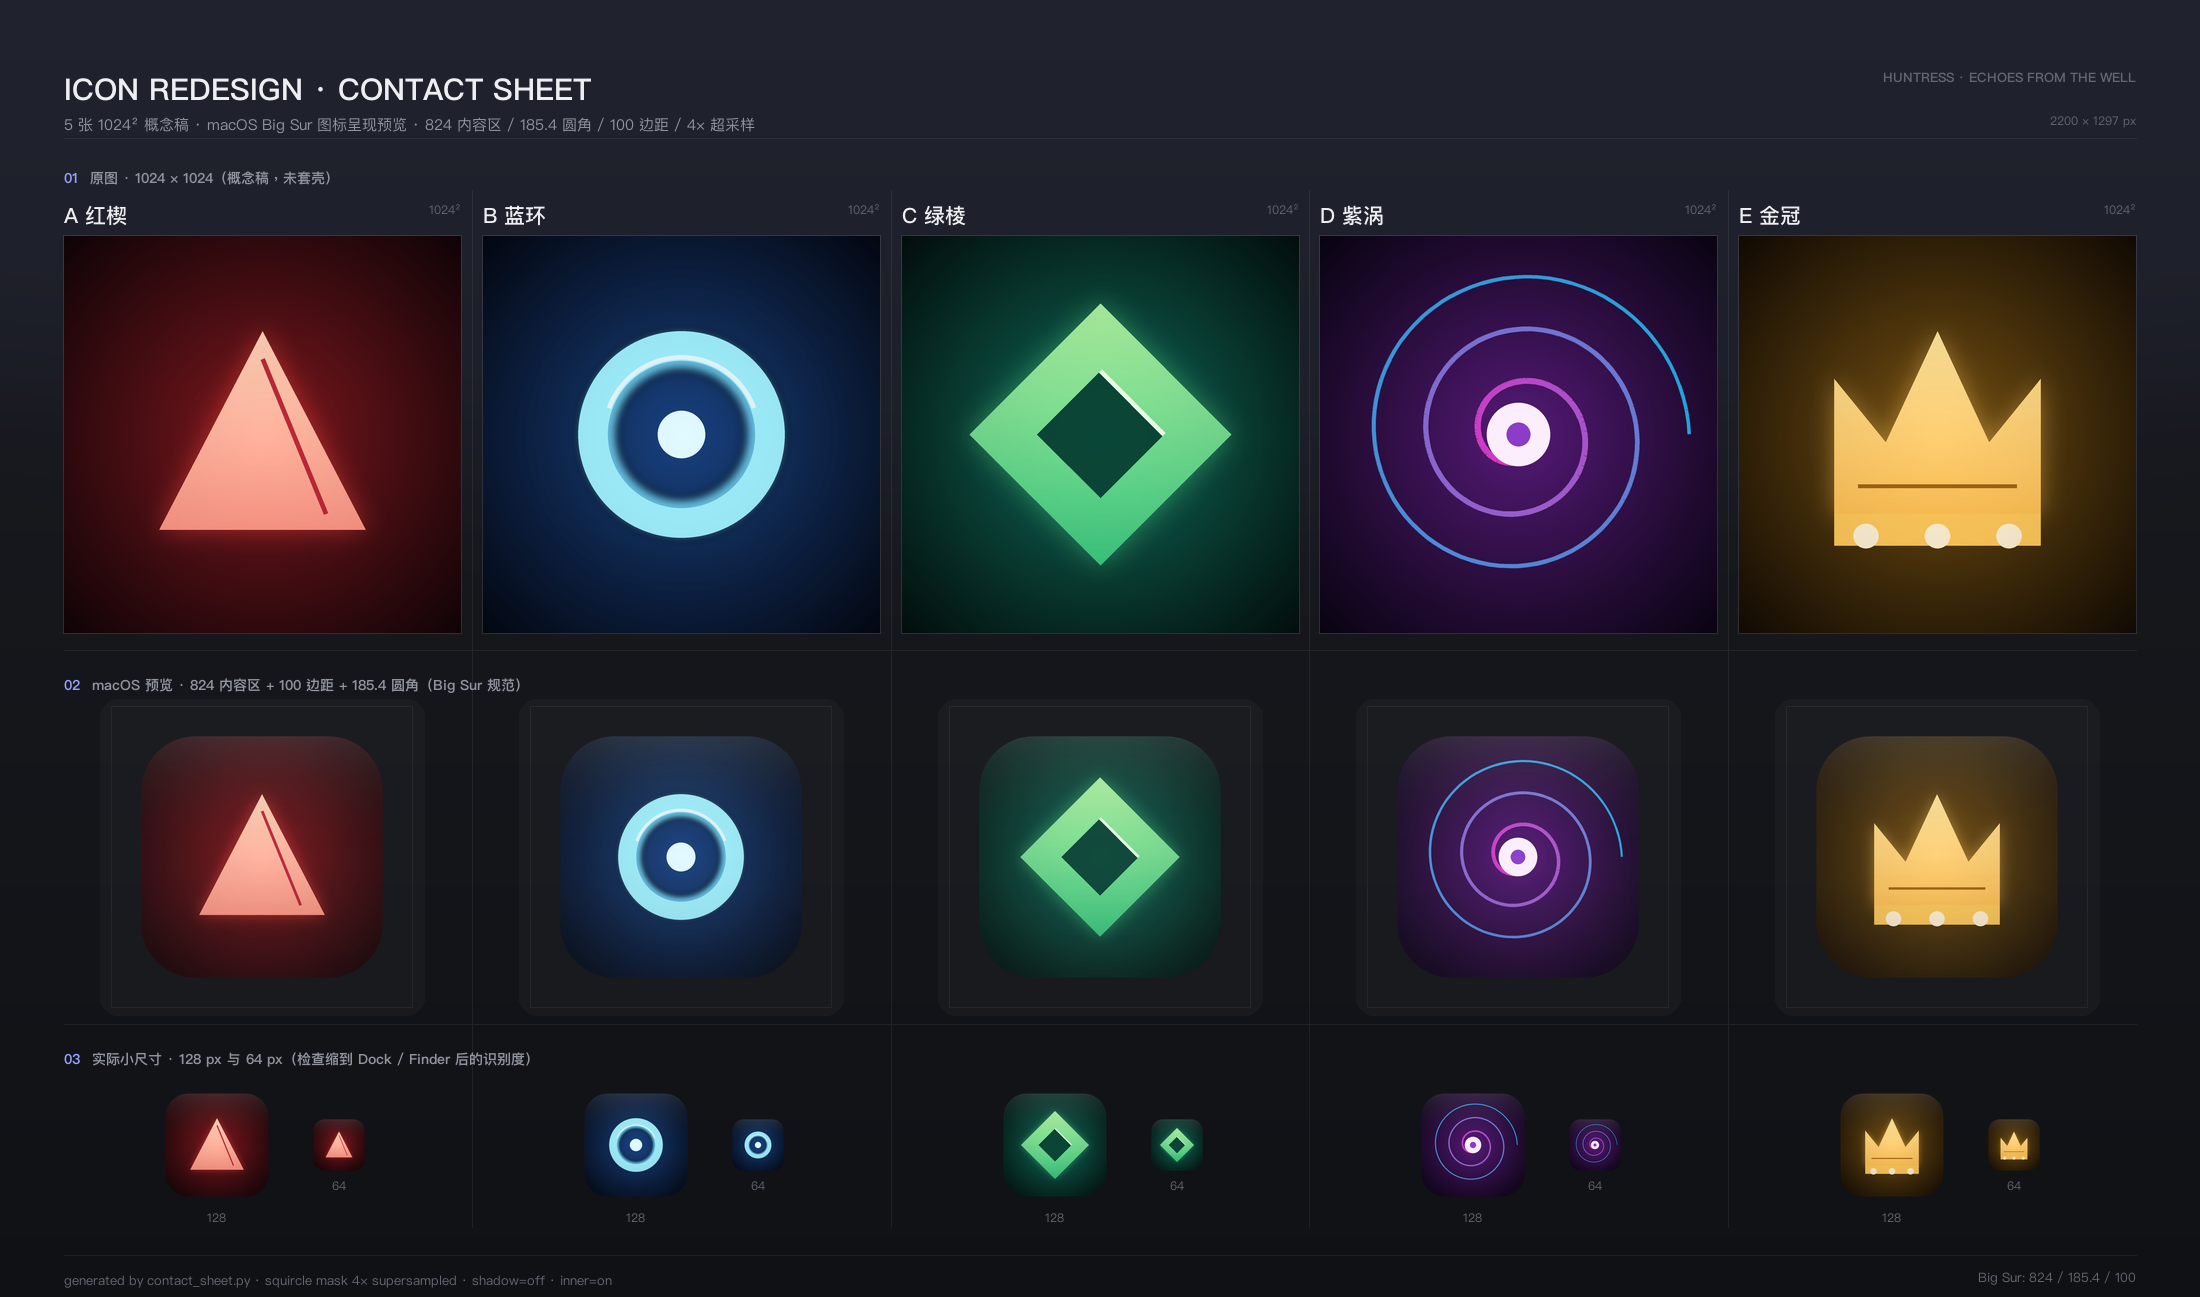 ICON REDESIGN · CONTACT SHEET
HUNTRESS · ECHOES FROM THE WELL
5 张 1024² 概念稿 · macOS Big Sur 图标呈现预览 · 824 内容区 / 185.4 圆角 / 100 边距 / 4× 超采样
2200 × 1297 px
01 原图 · 1024 × 1024（概念稿，未套壳）
A 红楔 1024²
B 蓝环 1024²
C 绿棱 1024²
D 紫涡 1024²
E 金冠 1024²
02 macOS 预览 · 824 内容区 + 100 边距 + 185.4 圆角（Big Sur 规范）
03 实际小尺寸 · 128 px 与 64 px（检查缩到 Dock / Finder 后的识别度）
64
64
64
64
64
128
128
128
128
128
generated by contact_sheet.py · squircle mask 4× supersampled · shadow=off · inner=on
Big Sur: 824 / 185.4 / 100